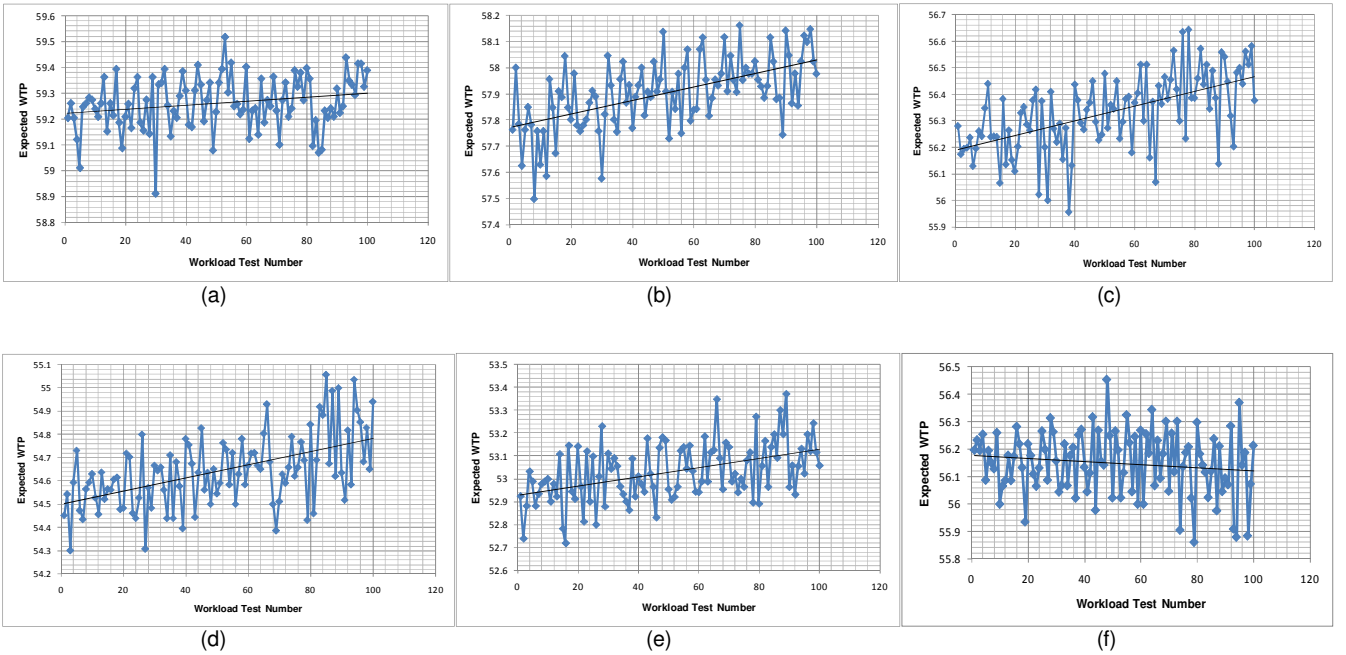 59.6
59.5
59.4
59.3
59.2
59.1
59
58.9
58.8
Expected WTP
0 20 40 60 80 100 120
Workload Test Number
(a)
58.2
58.1
58
57.9
57.8
57.7
57.6
57.5
57.4
Expected WTP
0 20 40 60 80 100 120
Workload Test Number
(b)
56.7
56.6
56.5
56.4
56.3
56.2
56.1
56
55.9
Expected WTP
0 20 40 60 80 100 120
Workload Test Number
(c)
55.1
55
54.9
54.8
54.7
54.6
54.5
54.4
54.3
54.2
Expected WTP
0 20 40 60 80 100 120
Workload Test Number
(d)
53.5
53.4
53.3
53.2
53.1
53
52.9
52.8
52.7
52.6
Expected WTP
0 20 40 60 80 100 120
Workload Test Number
(e)
56.5
56.4
56.3
56.2
56.1
56
55.9
55.8
Expected WTP
0 20 40 60 80 100 120
Workload Test Number
(f)